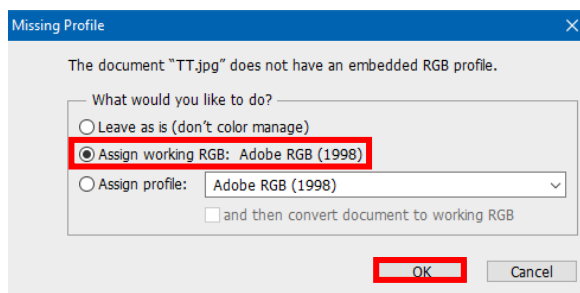 Missing Profile
The document “TT.jpg” does not have an embedded RGB profile.
What would you like to do?
Leave as is (don’t color manage)
Assign working RGB: Adobe RGB (1998)
Assign profile: Adobe RGB (1998)
and then convert document to working RGB
OK Cancel